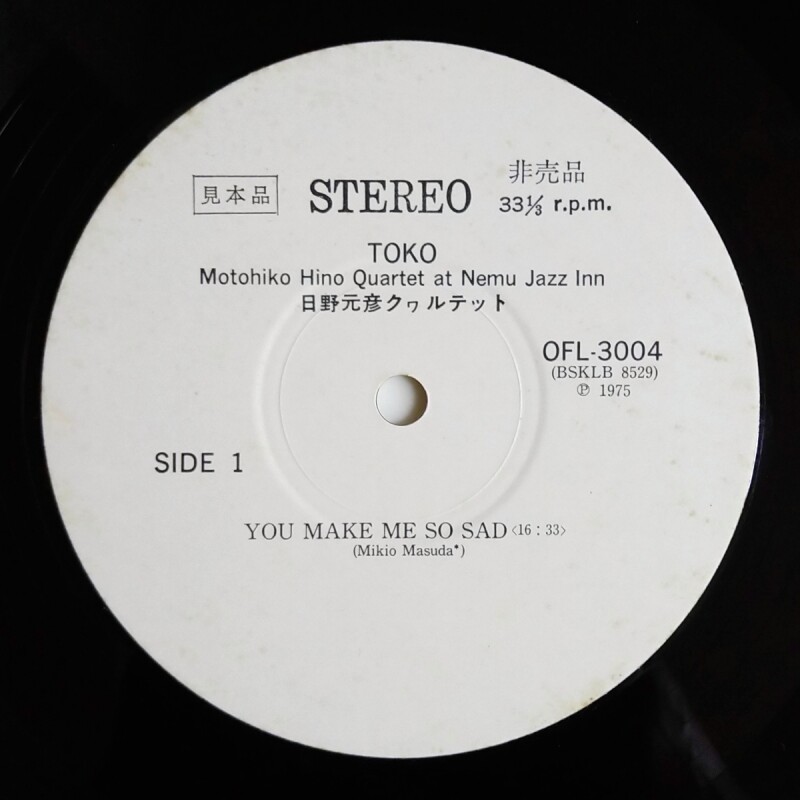 見本品 STEREO 非売品
33⅓ r.p.m.
TOKO
Motohiko Hino Quartet at Nemu Jazz Inn
日野元彦クヮルテット
OFL-3004
(BSKLB 8529)
℗ 1975
SIDE 1
YOU MAKE ME SO SAD <16 : 33>
(Mikio Masuda*)